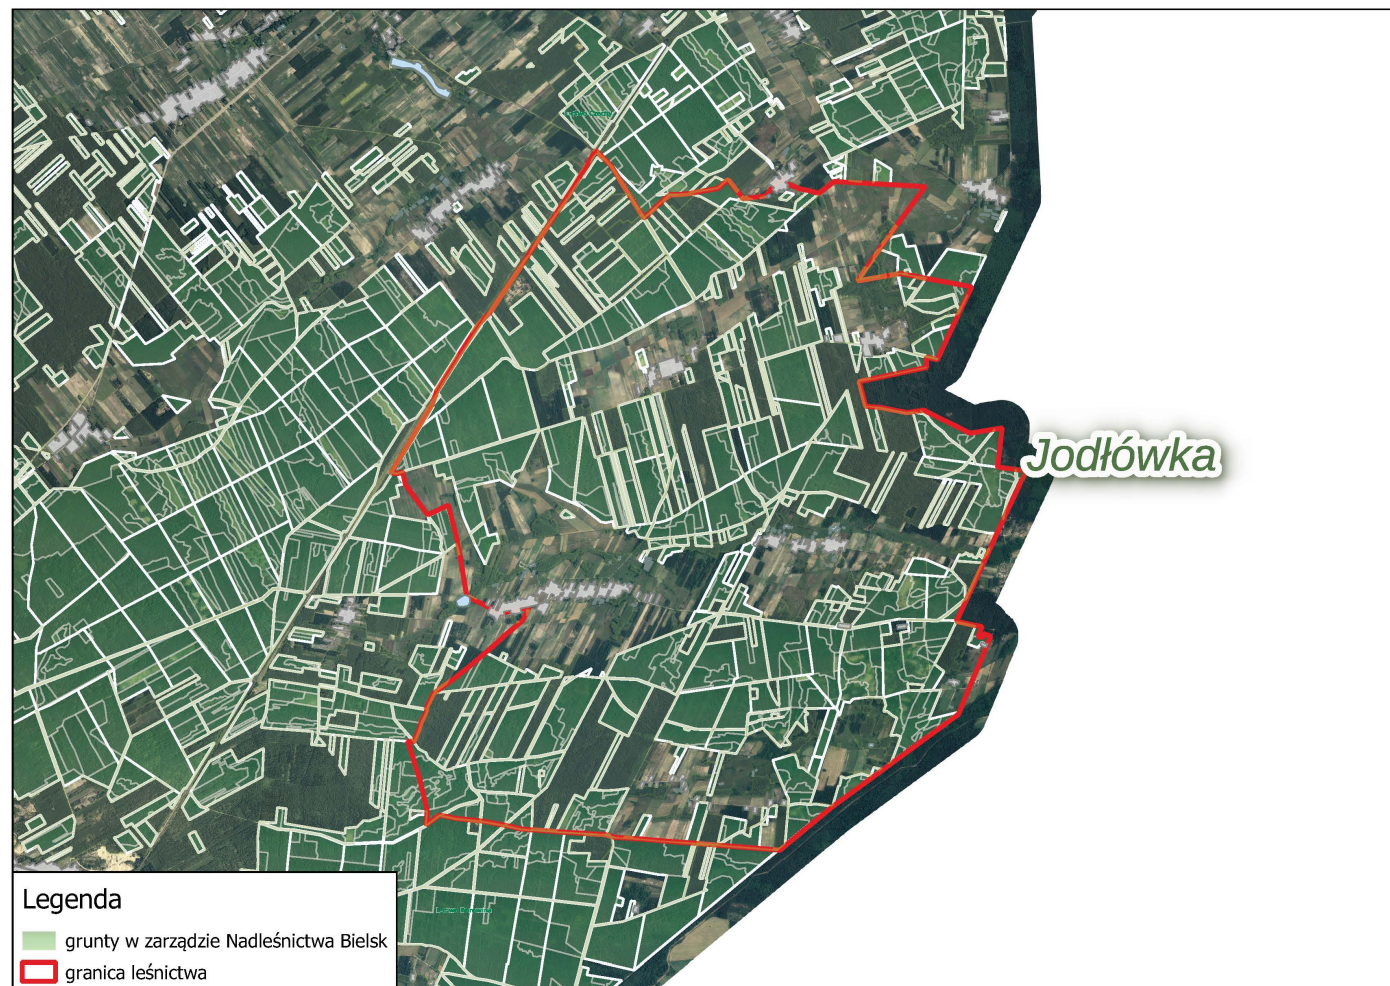 Jodłówka
Legenda
grunty w zarządzie Nadleśnictwa Bielsk
granica leśnictwa